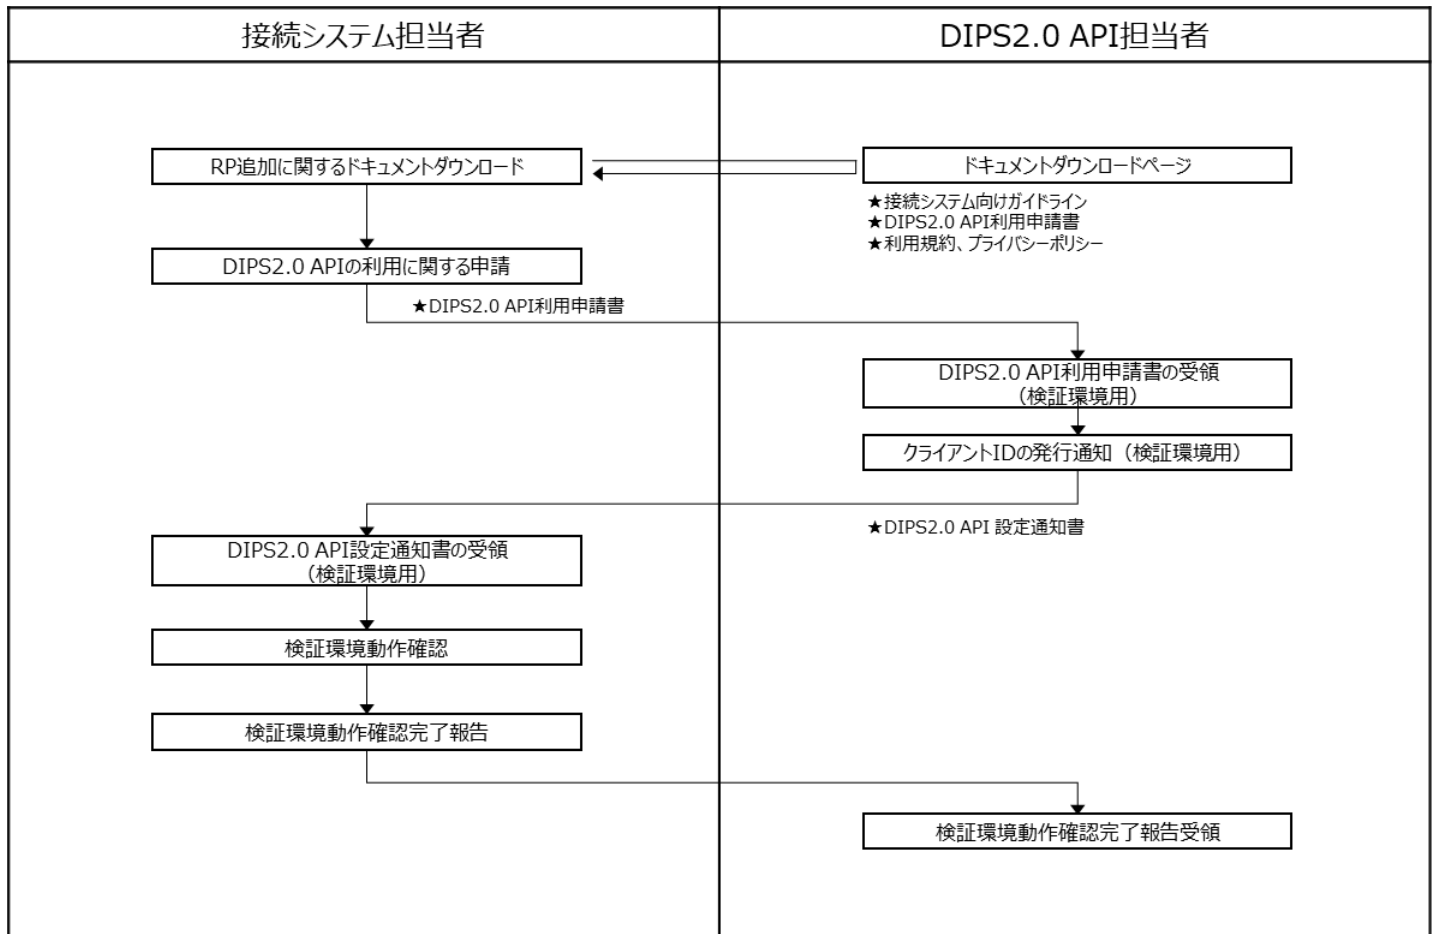 接続システム担当者
DIPS2.0 API担当者
RP追加に関するドキュメントダウンロード
ドキュメントダウンロードページ
★接続システム向けガイドライン
★DIPS2.0 API利用申請書
★利用規約、プライバシーポリシー
DIPS2.0 APIの利用に関する申請
★DIPS2.0 API利用申請書
DIPS2.0 API利用申請書の受領
（検証環境用）
クライアントIDの発行通知（検証環境用）
★DIPS2.0 API 設定通知書
DIPS2.0 API設定通知書の受領
（検証環境用）
検証環境動作確認
検証環境動作確認完了報告
検証環境動作確認完了報告受領